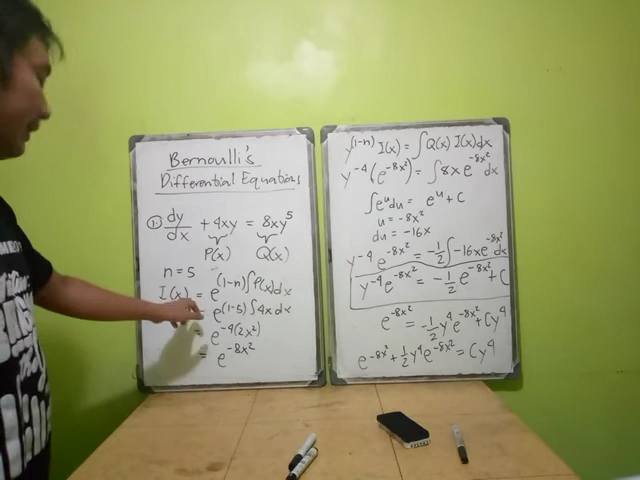 Bernoulli's
Differential Equations
① dy/dx + 4xy = 8xy⁵
P(x) Q(x)
n = 5
I(x) = e^((1-n)∫P(x)dx)
e^((1-5)∫4xdx)
= e^(-4(2x²))
= e^(-8x²)
y^(1-n) I(x) = ∫Q(x) I(x)dx
y⁻⁴(e^(-8x²)) = ∫8x e^(-8x²) dx
∫e^u du = e^u + C
u = -8x²
du = -16x
y⁻⁴ e^(-8x²) = -1/2 ∫-16x e^(-8x²) dx
y⁻⁴ e^(-8x²) = -1/2 e^(-8x²) + C
e^(-8x²) = -1/2 y⁴ e^(-8x²) + Cy⁴
e^(-8x²) + 1/2 y⁴ e^(-8x²) = Cy⁴